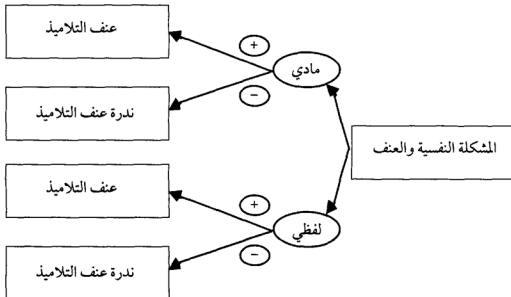 المشكلة النفسية والعنف
مادي
+
عنف التلاميذ
−
ندرة عنف التلاميذ
لفظي
+
عنف التلاميذ
−
ندرة عنف التلاميذ